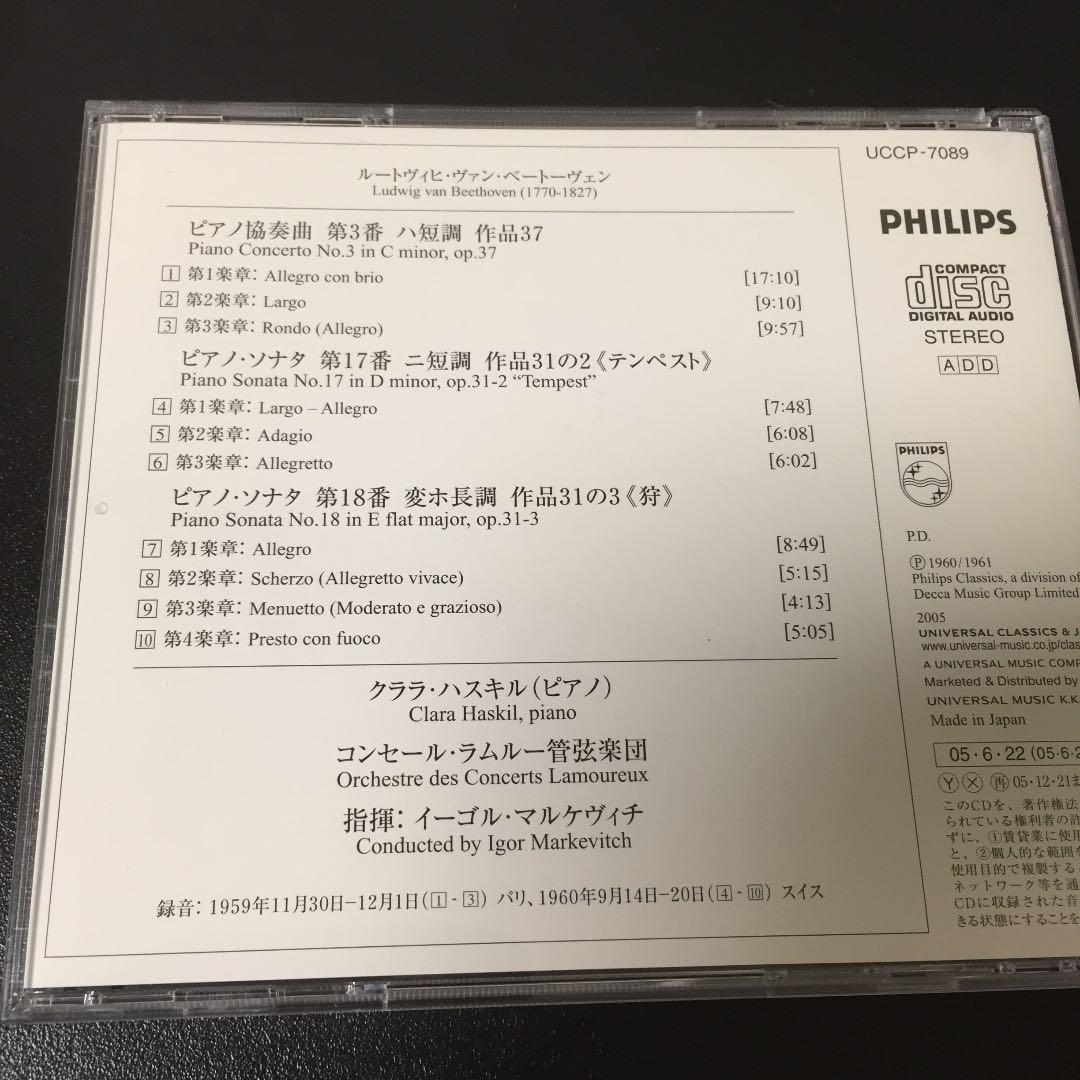 ルートヴィヒ・ヴァン・ベートーヴェン
Ludwig van Beethoven (1770-1827)
ピアノ協奏曲 第3番 ハ短調 作品37
Piano Concerto No.3 in C minor, op.37
1 第1楽章: Allegro con brio [17:10]
2 第2楽章: Largo [9:10]
3 第3楽章: Rondo (Allegro) [9:57]
ピアノ・ソナタ 第17番 ニ短調 作品31の2《テンペスト》
Piano Sonata No.17 in D minor, op.31-2 “Tempest”
4 第1楽章: Largo – Allegro [7:48]
5 第2楽章: Adagio [6:08]
6 第3楽章: Allegretto [6:02]
ピアノ・ソナタ 第18番 変ホ長調 作品31の3《狩》
Piano Sonata No.18 in E flat major, op.31-3
7 第1楽章: Allegro [8:49]
8 第2楽章: Scherzo (Allegretto vivace) [5:15]
9 第3楽章: Menuetto (Moderato e grazioso) [4:13]
10 第4楽章: Presto con fuoco [5:05]
クララ・ハスキル(ピアノ)
Clara Haskil, piano
コンセール・ラムルー管弦楽団
Orchestre des Concerts Lamoureux
指揮: イーゴル・マルケヴィチ
Conducted by Igor Markevitch
録音: 1959年11月30日-12月1日(1-3) パリ、1960年9月14日-20日(4-10) スイス
UCCP-7089
PHILIPS
COMPACT
disc
DIGITAL AUDIO
STEREO
ADD
PHILIPS
P.D.
Ⓟ 1960/1961
Philips Classics, a division of
Decca Music Group Limited
2005
UNIVERSAL CLASSICS & J
www.universal-music.co.jp/clas
A UNIVERSAL MUSIC COMP
Marketed & Distributed by
UNIVERSAL MUSIC K.K.
Made in Japan
05・6・22 (05・6・2
Ⓨ Ⓧ 再 05・12・21ま
このCDを、著作権法
られている権利者の許
ずに、①賃貸業に使用
と、②個人的な範囲を
使用目的で複製する
ネットワーク等を通
CDに収録された音
きる状態にすることを